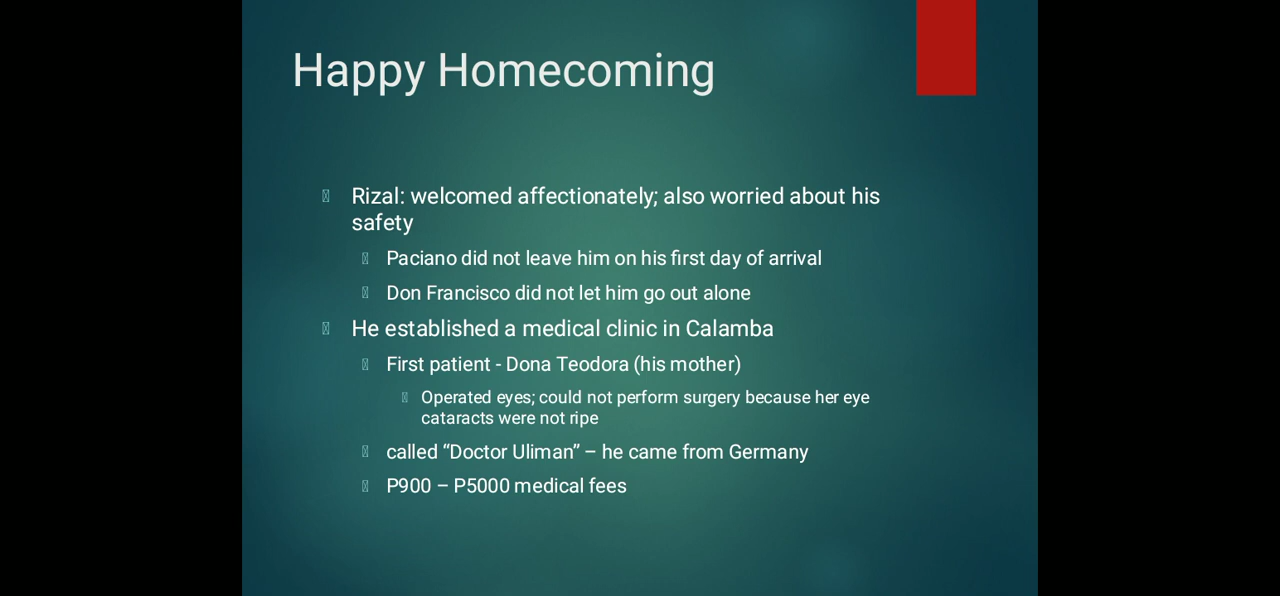 Happy Homecoming
Rizal: welcomed affectionately; also worried about his
safety
Paciano did not leave him on his first day of arrival
Don Francisco did not let him go out alone
He established a medical clinic in Calamba
First patient - Dona Teodora (his mother)
Operated eyes; could not perform surgery because her eye
cataracts were not ripe
called “Doctor Uliman” – he came from Germany
P900 – P5000 medical fees